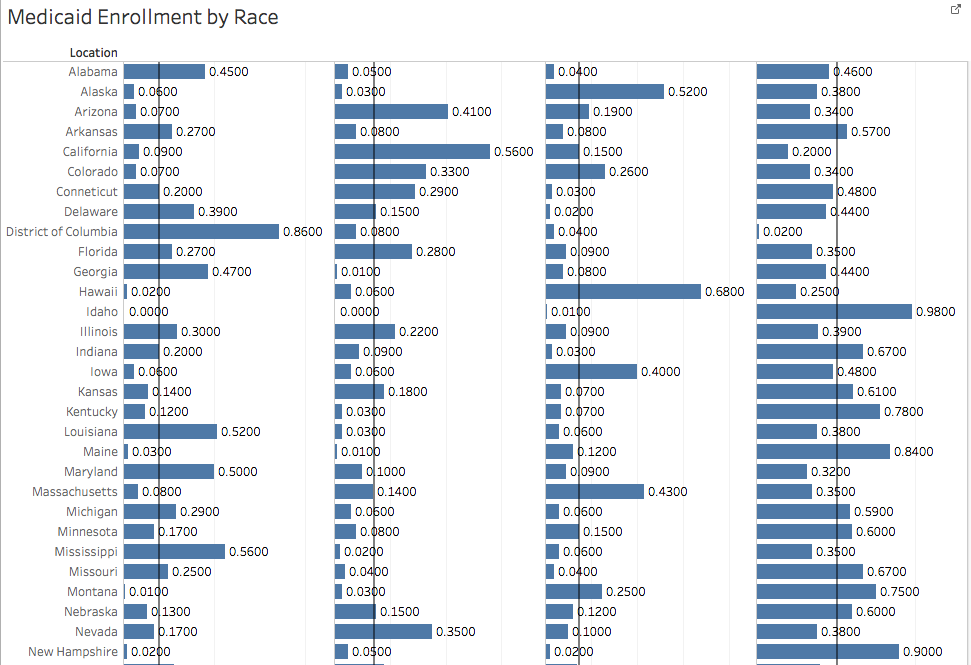 Medicaid Enrollment by Race
Location
Alabama 0.4500 0.0500 0.0400 0.4600
Alaska 0.0600 0.0300 0.5200 0.3800
Arizona 0.0700 0.4100 0.1900 0.3400
Arkansas 0.2700 0.0800 0.0800 0.5700
California 0.0900 0.5600 0.1500 0.2000
Colorado 0.0700 0.3300 0.2600 0.3400
Conneticut 0.2000 0.2900 0.0300 0.4800
Delaware 0.3900 0.1500 0.0200 0.4400
District of Columbia 0.8600 0.0800 0.0400 0.0200
Florida 0.2700 0.2800 0.0900 0.3500
Georgia 0.4700 0.0100 0.0800 0.4400
Hawaii 0.0200 0.0600 0.6800 0.2500
Idaho 0.0000 0.0000 0.0100 0.9800
Illinois 0.3000 0.2200 0.0900 0.3900
Indiana 0.2000 0.0900 0.0300 0.6700
Iowa 0.0600 0.0600 0.4000 0.4800
Kansas 0.1400 0.1800 0.0700 0.6100
Kentucky 0.1200 0.0300 0.0700 0.7800
Louisiana 0.5200 0.0300 0.0600 0.3800
Maine 0.0300 0.0100 0.1200 0.8400
Maryland 0.5000 0.1000 0.0900 0.3200
Massachusetts 0.0800 0.1400 0.4300 0.3500
Michigan 0.2900 0.0600 0.0600 0.5900
Minnesota 0.1700 0.0800 0.1500 0.6000
Mississippi 0.5600 0.0200 0.0600 0.3500
Missouri 0.2500 0.0400 0.0400 0.6700
Montana 0.0100 0.0300 0.2500 0.7500
Nebraska 0.1300 0.1500 0.1200 0.6000
Nevada 0.1700 0.3500 0.1000 0.3800
New Hampshire 0.0200 0.0500 0.0200 0.9000